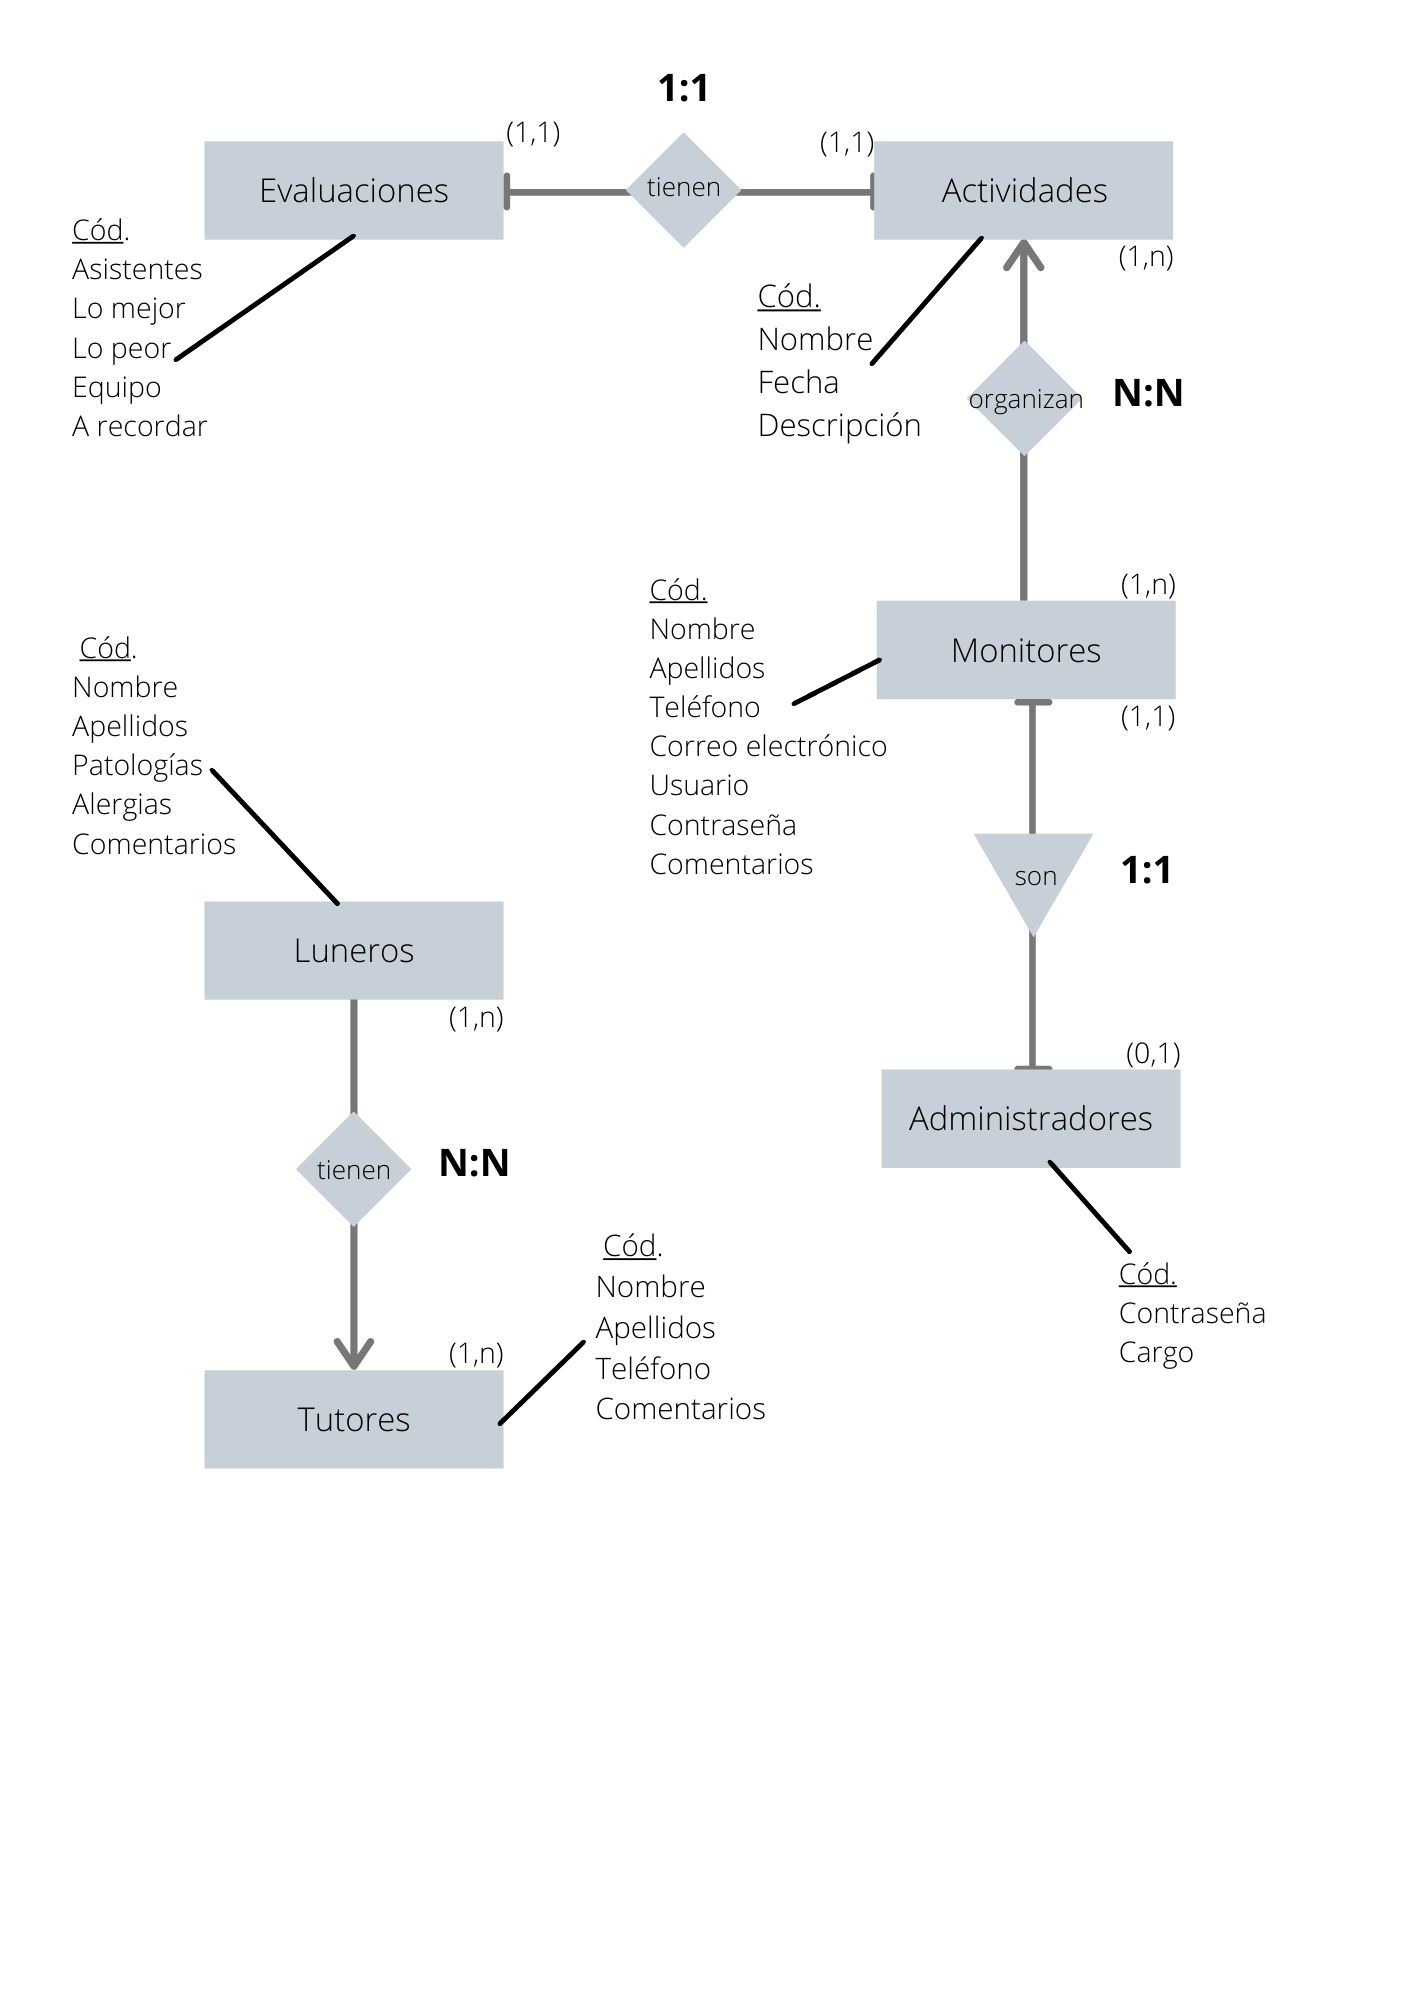 1:1
(1,1)
(1,1)
Evaluaciones
tienen
Actividades
Cód.
Asistentes
Lo mejor
Lo peor
Equipo
A recordar
(1,n)
Cód.
Nombre
Fecha
Descripción
organizan
N:N
(1,n)
Cód.
Nombre
Apellidos
Teléfono
Correo electrónico
Usuario
Contraseña
Comentarios
Monitores
(1,1)
Cód.
Nombre
Apellidos
Patologías
Alergias
Comentarios
son
1:1
Luneros
(1,n)
(0,1)
Administradores
tienen
N:N
Cód.
Contraseña
Cargo
Cód.
Nombre
Apellidos
Teléfono
Comentarios
(1,n)
Tutores